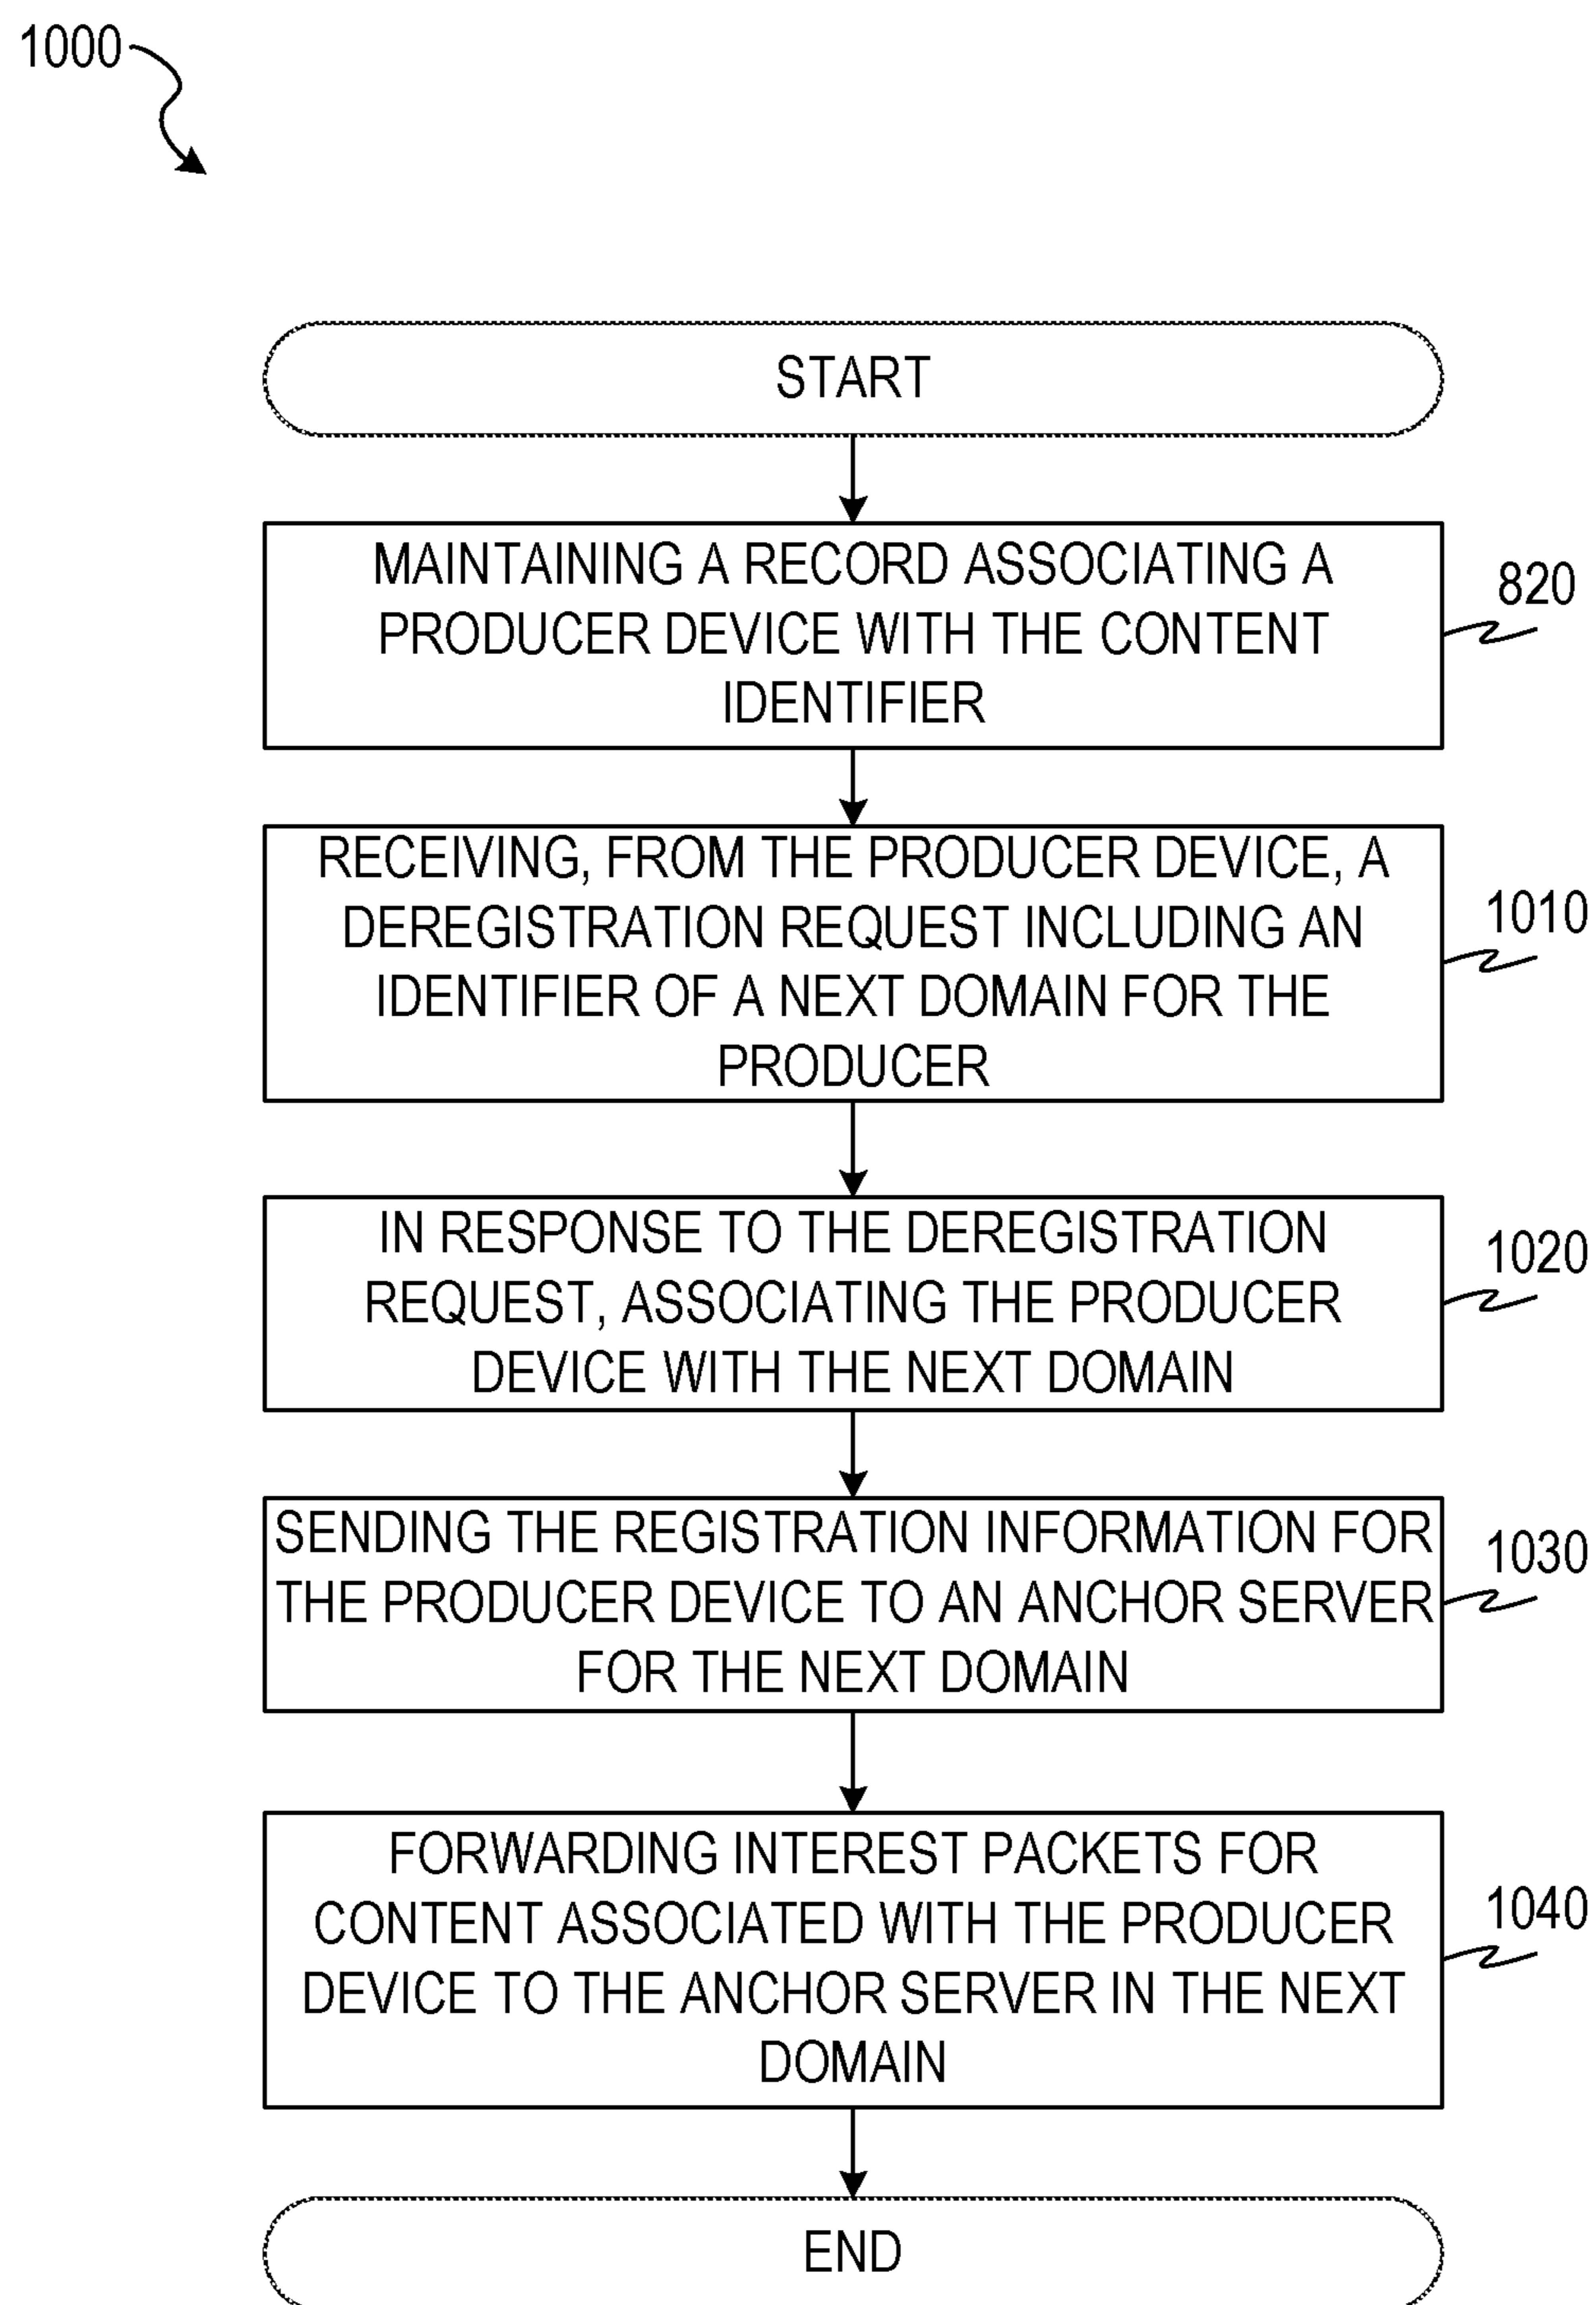 1000
START
MAINTAINING A RECORD ASSOCIATING A
PRODUCER DEVICE WITH THE CONTENT
IDENTIFIER
820
RECEIVING, FROM THE PRODUCER DEVICE, A
DEREGISTRATION REQUEST INCLUDING AN
IDENTIFIER OF A NEXT DOMAIN FOR THE
PRODUCER
1010
IN RESPONSE TO THE DEREGISTRATION
REQUEST, ASSOCIATING THE PRODUCER
DEVICE WITH THE NEXT DOMAIN
1020
SENDING THE REGISTRATION INFORMATION FOR
THE PRODUCER DEVICE TO AN ANCHOR SERVER
FOR THE NEXT DOMAIN
1030
FORWARDING INTEREST PACKETS FOR
CONTENT ASSOCIATED WITH THE PRODUCER
DEVICE TO THE ANCHOR SERVER IN THE NEXT
DOMAIN
1040
END